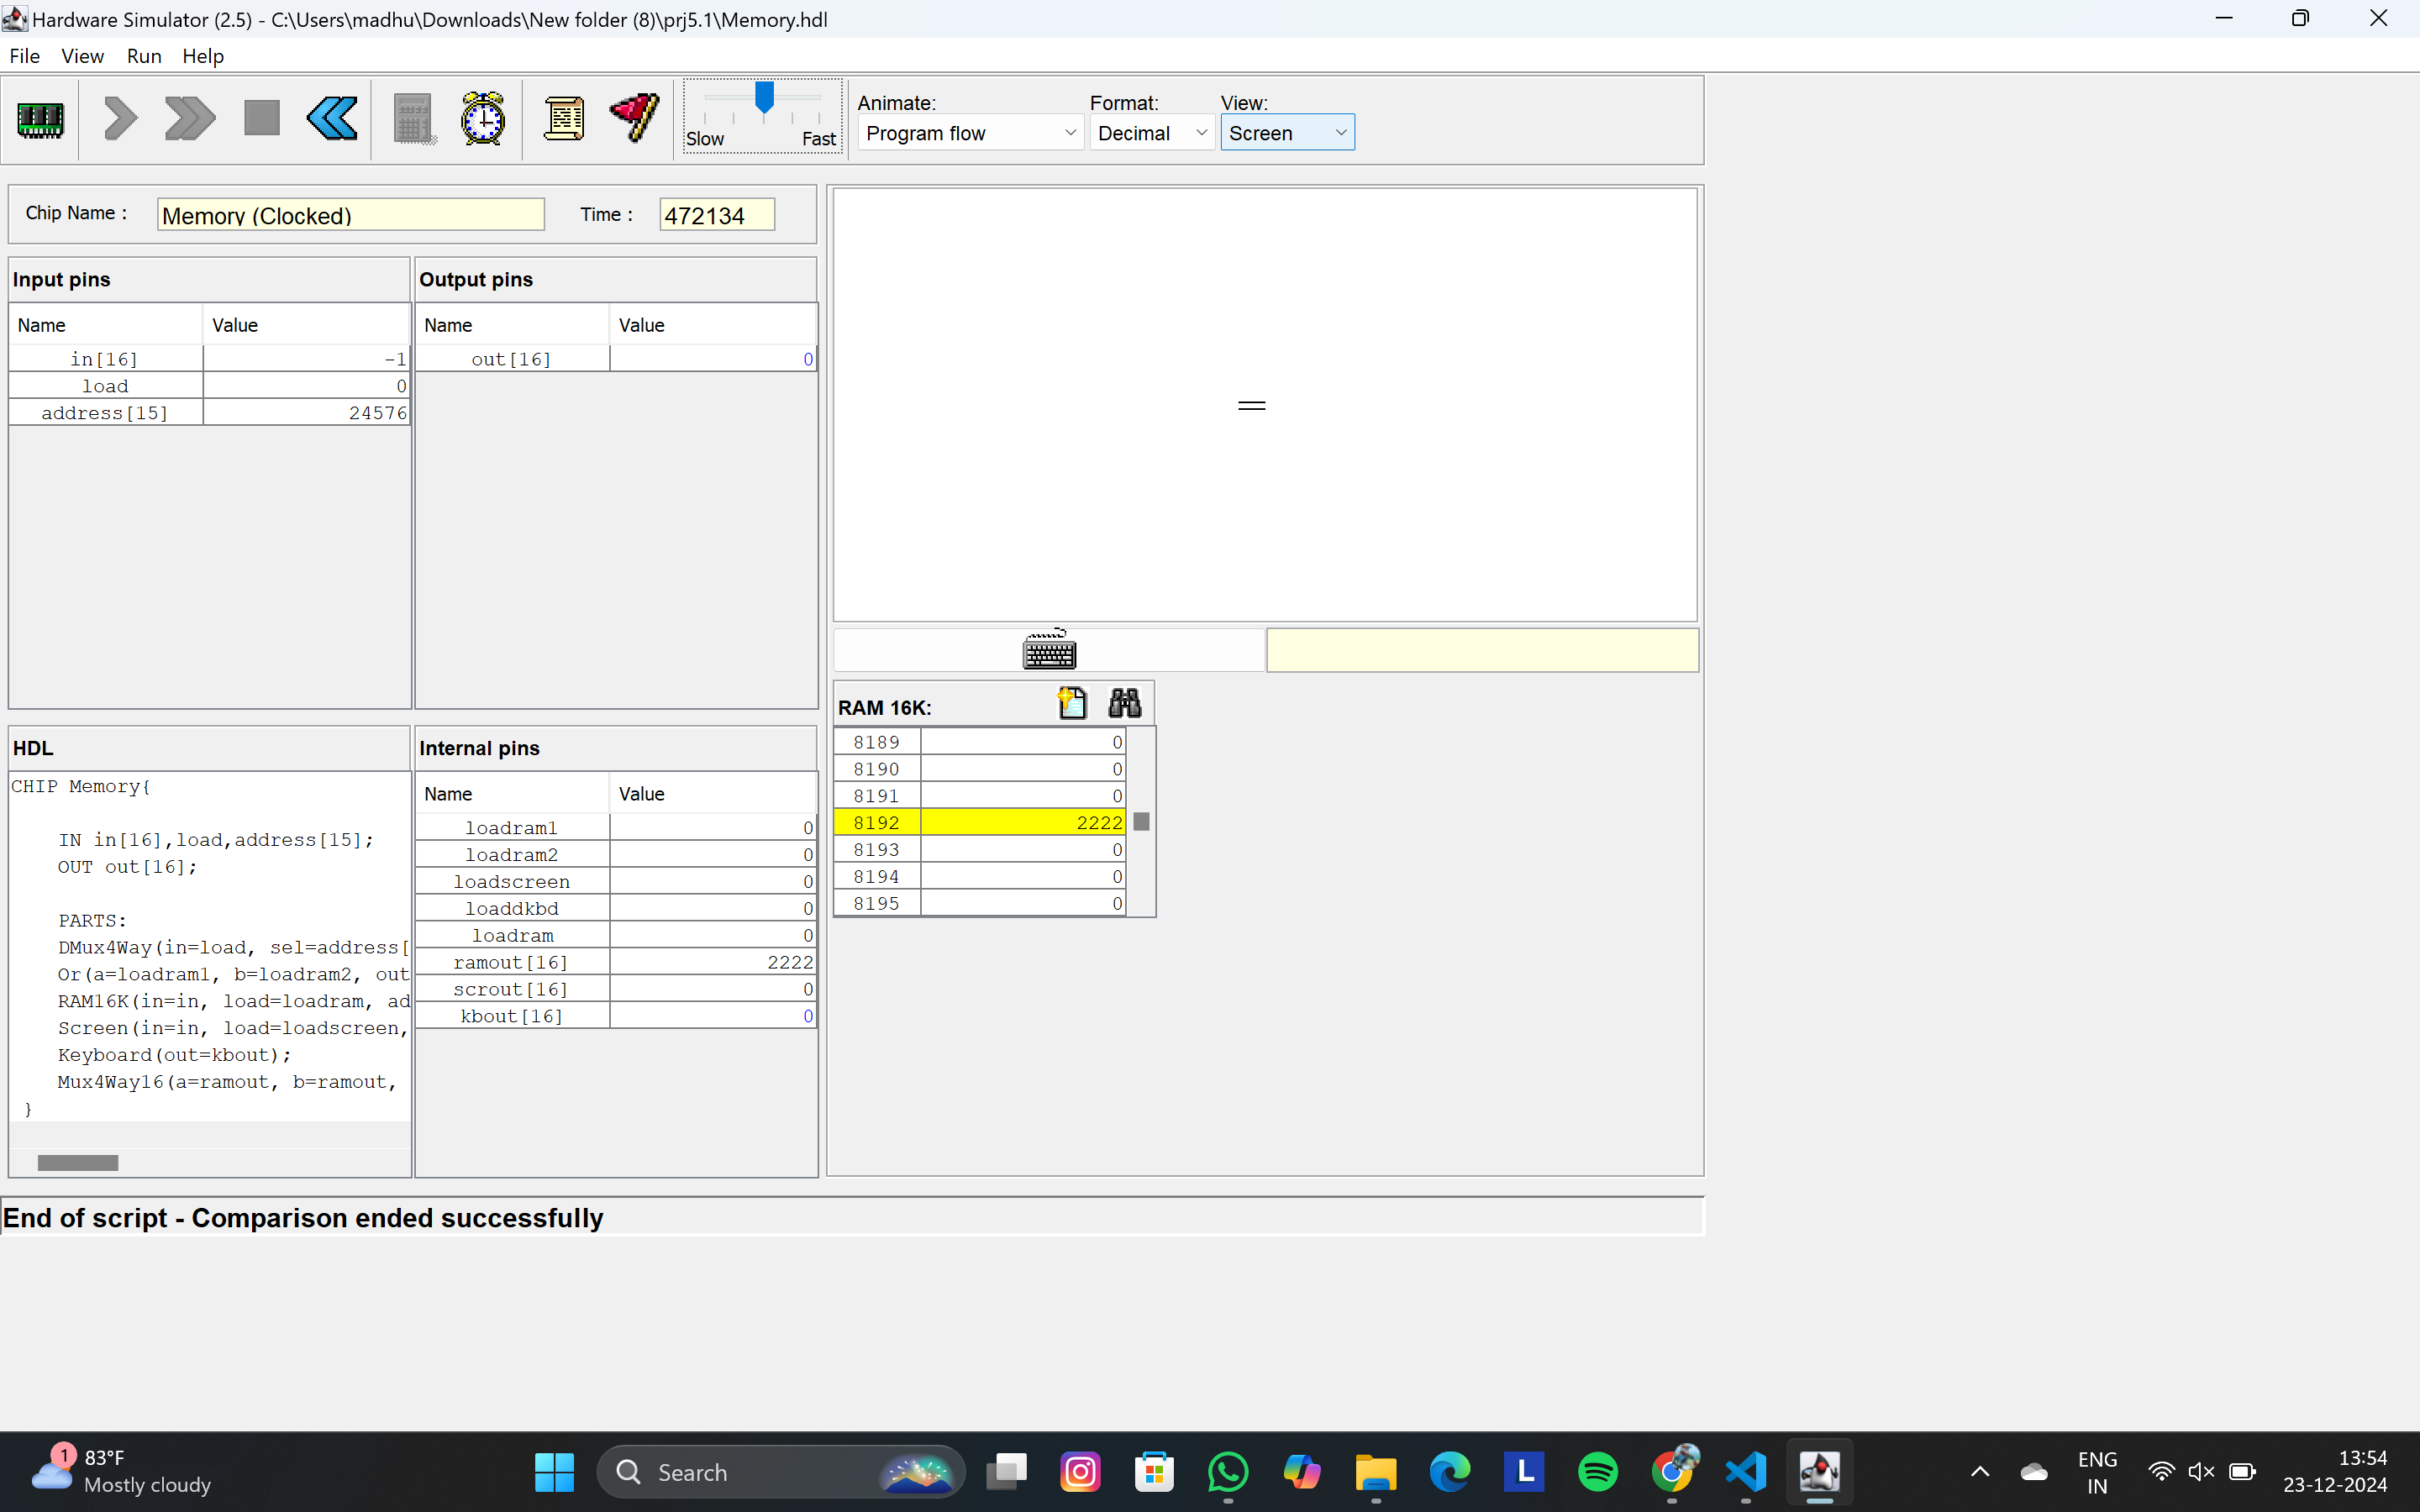 Hardware Simulator (2.5) - C:\Users\madhu\Downloads\New folder (8)\prj5.1\Memory.hdl
File View Run Help
Slow Fast
Animate: Format: View:
Program flow Decimal Screen
Chip Name : Memory (Clocked) Time : 472134
Input pins
Name Value
in[16] -1
load 0
address[15] 24576
Output pins
Name Value
out[16] 0
HDL
CHIP Memory{
IN in[16],load,address[15];
OUT out[16];
PARTS:
DMux4Way(in=load, sel=address[
Or(a=loadram1, b=loadram2, out
RAM16K(in=in, load=loadram, ad
Screen(in=in, load=loadscreen,
Keyboard(out=kbout);
Mux4Way16(a=ramout, b=ramout,
}
Internal pins
Name Value
loadram1 0
loadram2 0
loadscreen 0
loaddkbd 0
loadram 0
ramout[16] 2222
scrout[16] 0
kbout[16] 0
RAM 16K:
8189 0
8190 0
8191 0
8192 2222
8193 0
8194 0
8195 0
End of script - Comparison ended successfully
1
83°F
Mostly cloudy
Search
L
ENG
IN
13:54
23-12-2024